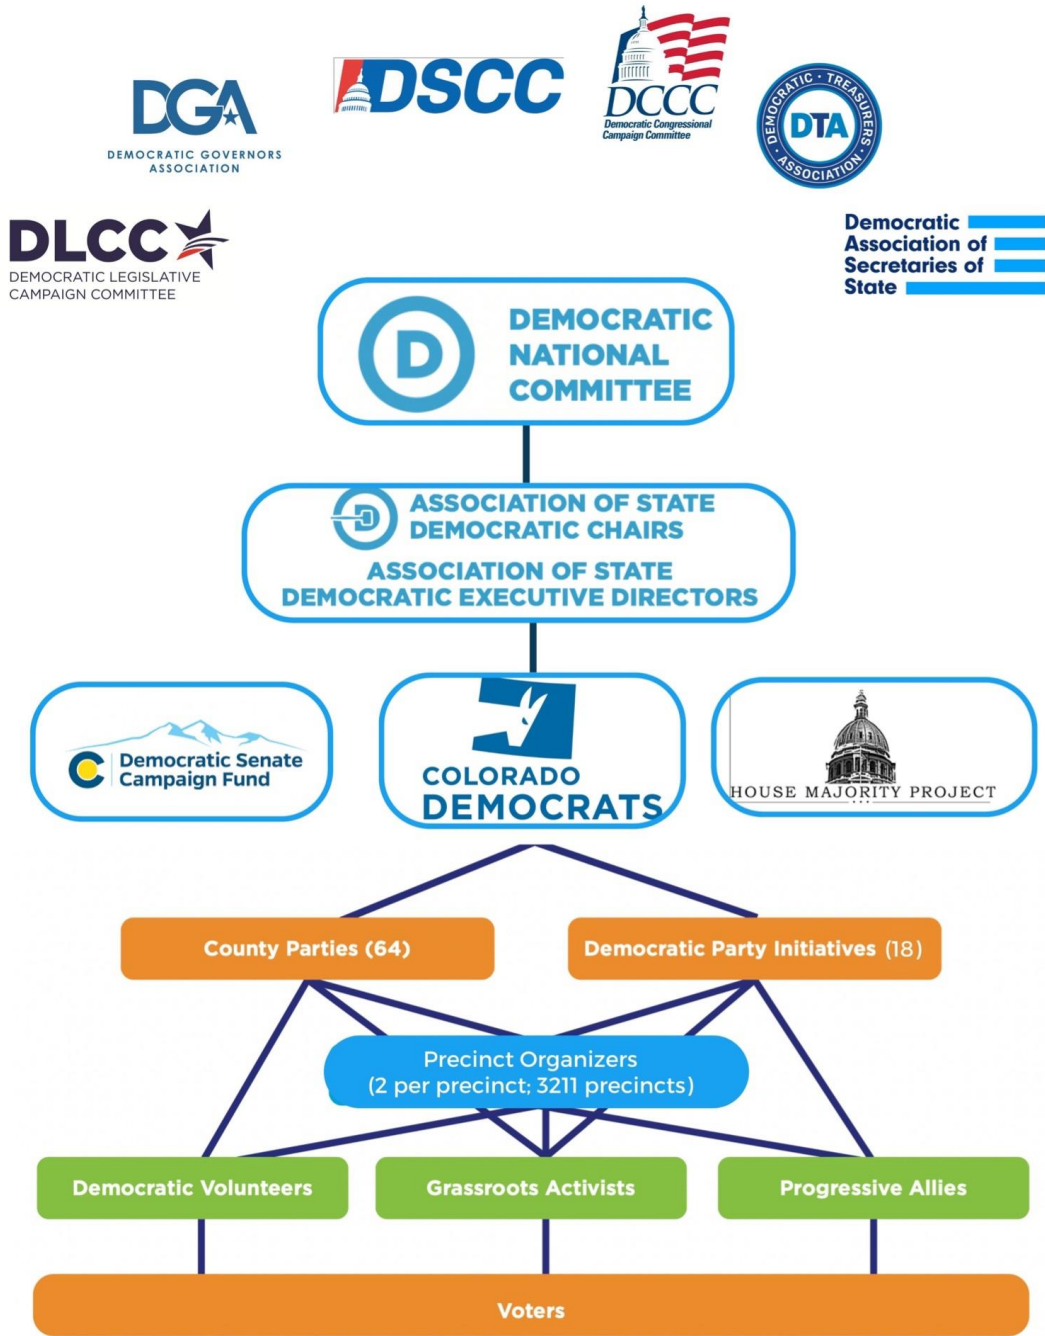 DSCC
DCCC
Democratic Congressional
Campaign Committee
DGA
DEMOCRATIC GOVERNORS
ASSOCIATION
DEMOCRATIC · TREASURERS
DTA
· ASSOCIATION ·
DLCC
DEMOCRATIC LEGISLATIVE
CAMPAIGN COMMITTEE
Democratic
Association of
Secretaries of
State
D
DEMOCRATIC
NATIONAL
COMMITTEE
D
ASSOCIATION OF STATE
DEMOCRATIC CHAIRS
ASSOCIATION OF STATE
DEMOCRATIC EXECUTIVE DIRECTORS
C
Democratic Senate
Campaign Fund
COLORADO
DEMOCRATS
HOUSE MAJORITY PROJECT
County Parties (64)
Democratic Party Initiatives (18)
Precinct Organizers
(2 per precinct; 3211 precincts)
Democratic Volunteers
Grassroots Activists
Progressive Allies
Voters